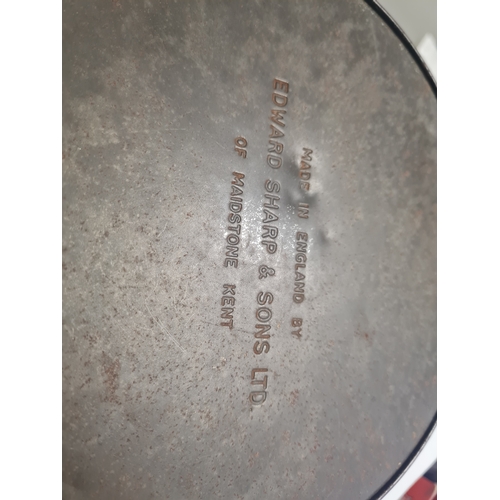 MADE IN ENGLAND BY
EDWARD SHARP & SONS LTD.
OF MAIDSTONE KENT